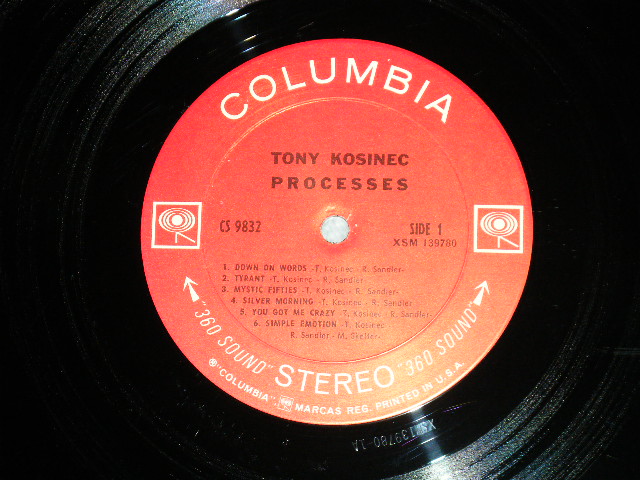 COLUMBIA
TONY KOSINEC
PROCESSES
CS 9832
SIDE 1
XSM 139780
1. DOWN ON WORDS -T. Kosinec - R. Sandler-
2. TYRANT -T. Kosinec - R. Sandler-
3. MYSTIC FIFTIES -T. Kosinec - R. Sandler-
4. SILVER MORNING -T. Kosinec - R. Sandler-
5. YOU GOT ME CRAZY -T. Kosinec - R. Sandler-
6. SIMPLE EMOTION -T. Kosinec
R. Sandler - M.
"360 SOUND" STEREO "360 SOUND"
® "COLUMBIA", MARCAS REG. PRINTED IN U.S.A.
XSM139780-1A